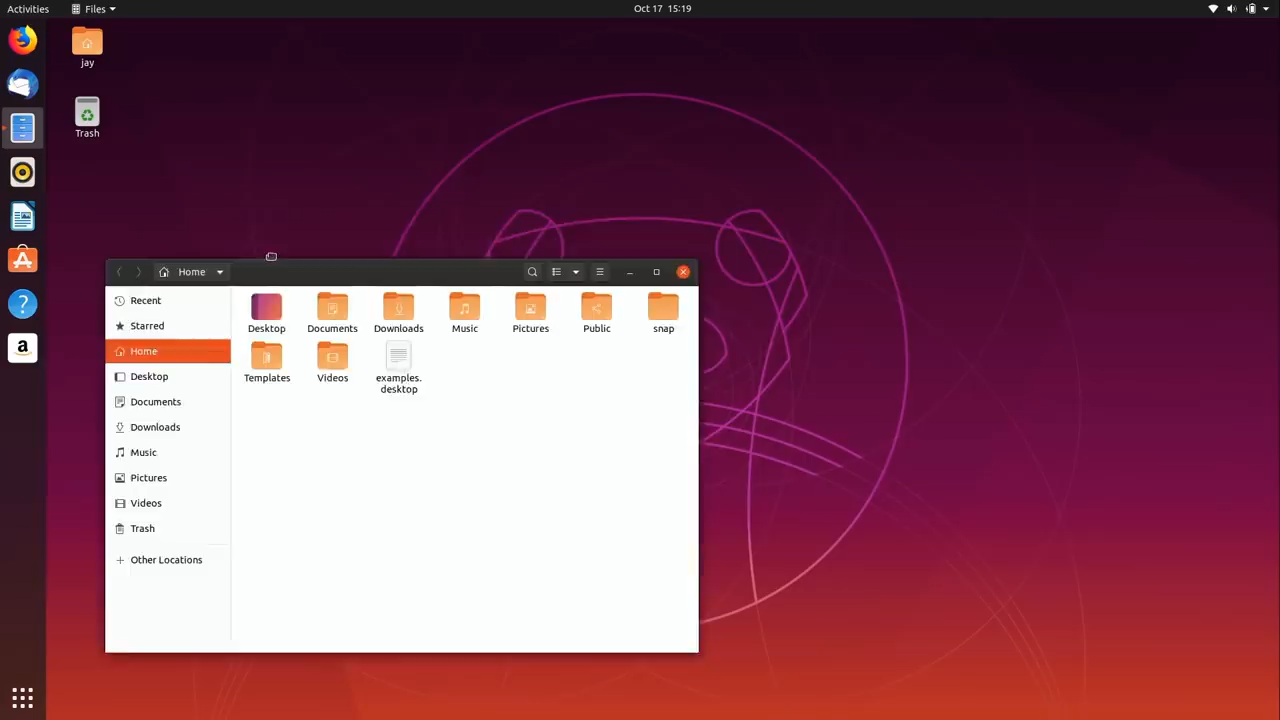 Activities
Files
Oct 17 15:19
jay
Trash
Home
Recent
Starred
Home
Desktop
Documents
Downloads
Music
Pictures
Videos
Trash
Other Locations
Desktop Documents Downloads Music Pictures Public snap
Templates Videos examples.
desktop
a